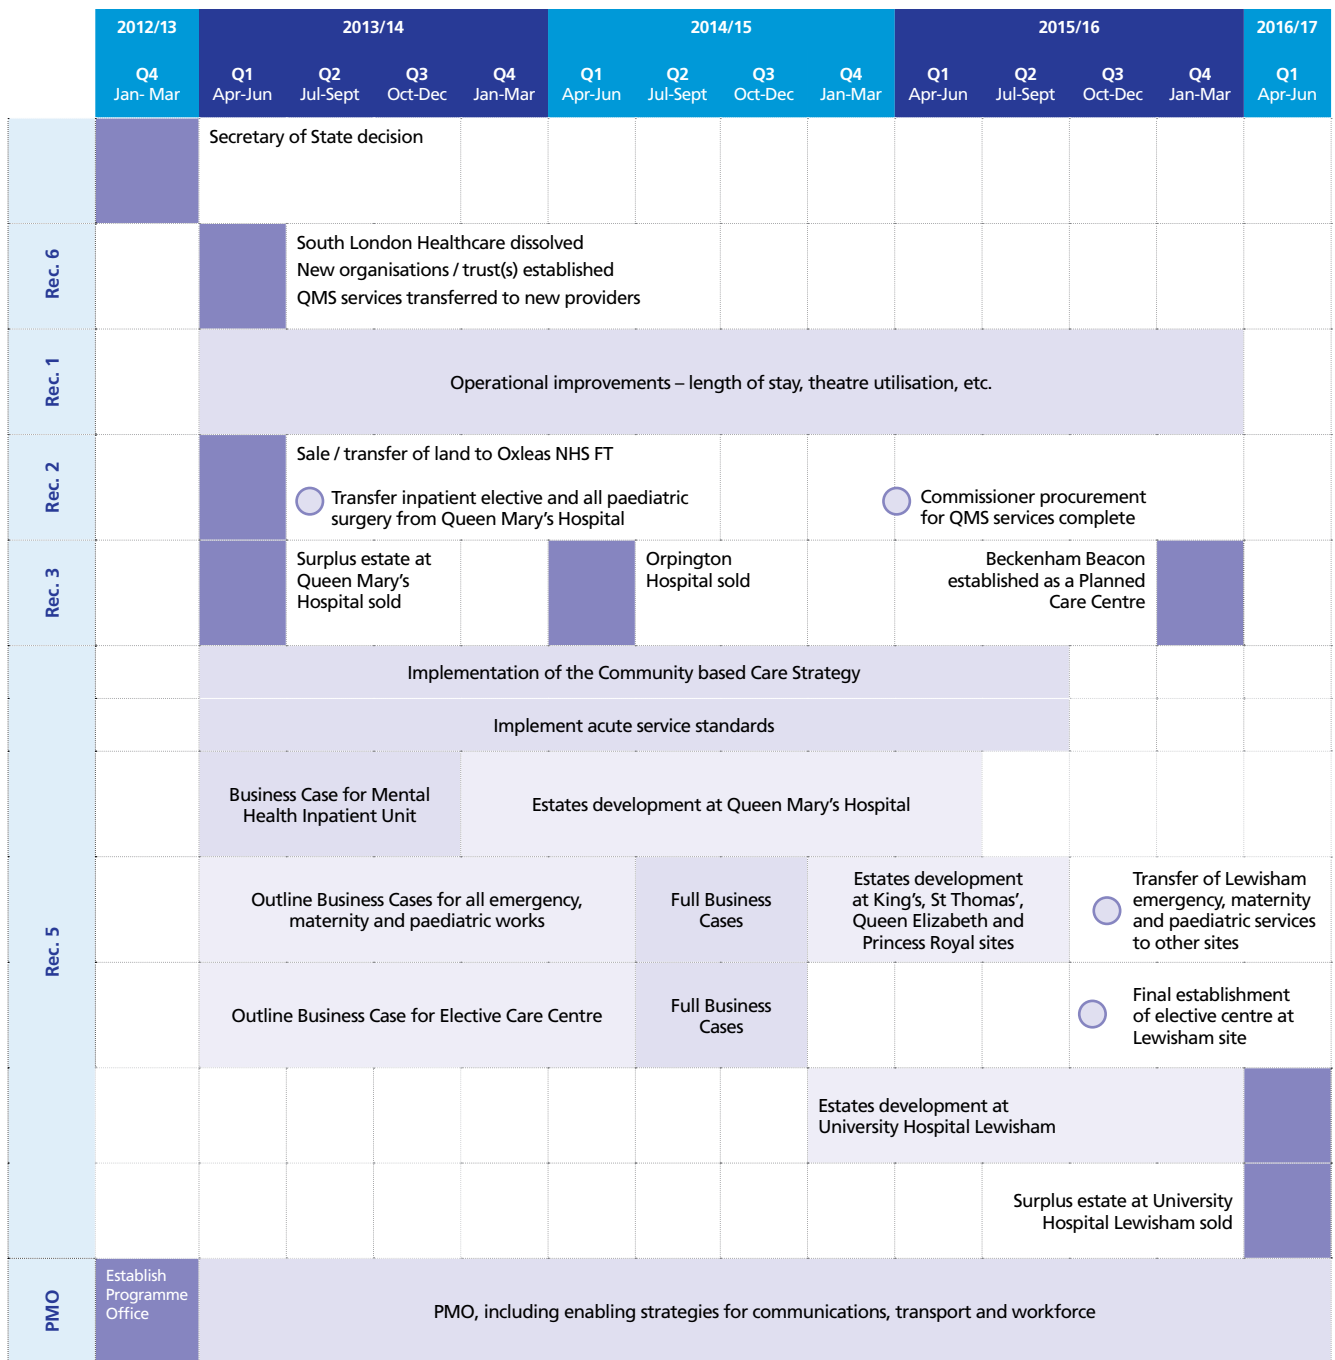 2012/13
2013/14
2014/15
2015/16
2016/17
Q4
Jan- Mar
Q1
Apr-Jun
Q2
Jul-Sept
Q3
Oct-Dec
Q4
Jan-Mar
Q1
Apr-Jun
Q2
Jul-Sept
Q3
Oct-Dec
Q4
Jan-Mar
Q1
Apr-Jun
Q2
Jul-Sept
Q3
Oct-Dec
Q4
Jan-Mar
Q1
Apr-Jun
Secretary of State decision
Rec. 6
South London Healthcare dissolved
New organisations / trust(s) established
QMS services transferred to new providers
Rec. 1
Operational improvements – length of stay, theatre utilisation, etc.
Rec. 2
Sale / transfer of land to Oxleas NHS FT
Transfer inpatient elective and all paediatric
surgery from Queen Mary's Hospital
Commissioner procurement
for QMS services complete
Rec. 3
Surplus estate at
Queen Mary's
Hospital sold
Orpington
Hospital sold
Beckenham Beacon
established as a Planned
Care Centre
Rec. 5
Implementation of the Community based Care Strategy
Implement acute service standards
Business Case for Mental
Health Inpatient Unit
Estates development at Queen Mary's Hospital
Outline Business Cases for all emergency,
maternity and paediatric works
Full Business
Cases
Estates development
at King's, St Thomas',
Queen Elizabeth and
Princess Royal sites
Transfer of Lewisham
emergency, maternity
and paediatric services
to other sites
Outline Business Case for Elective Care Centre
Full Business
Cases
Final establishment
of elective centre at
Lewisham site
Estates development at
University Hospital Lewisham
Surplus estate at University
Hospital Lewisham sold
PMO
Establish
Programme
Office
PMO, including enabling strategies for communications, transport and workforce